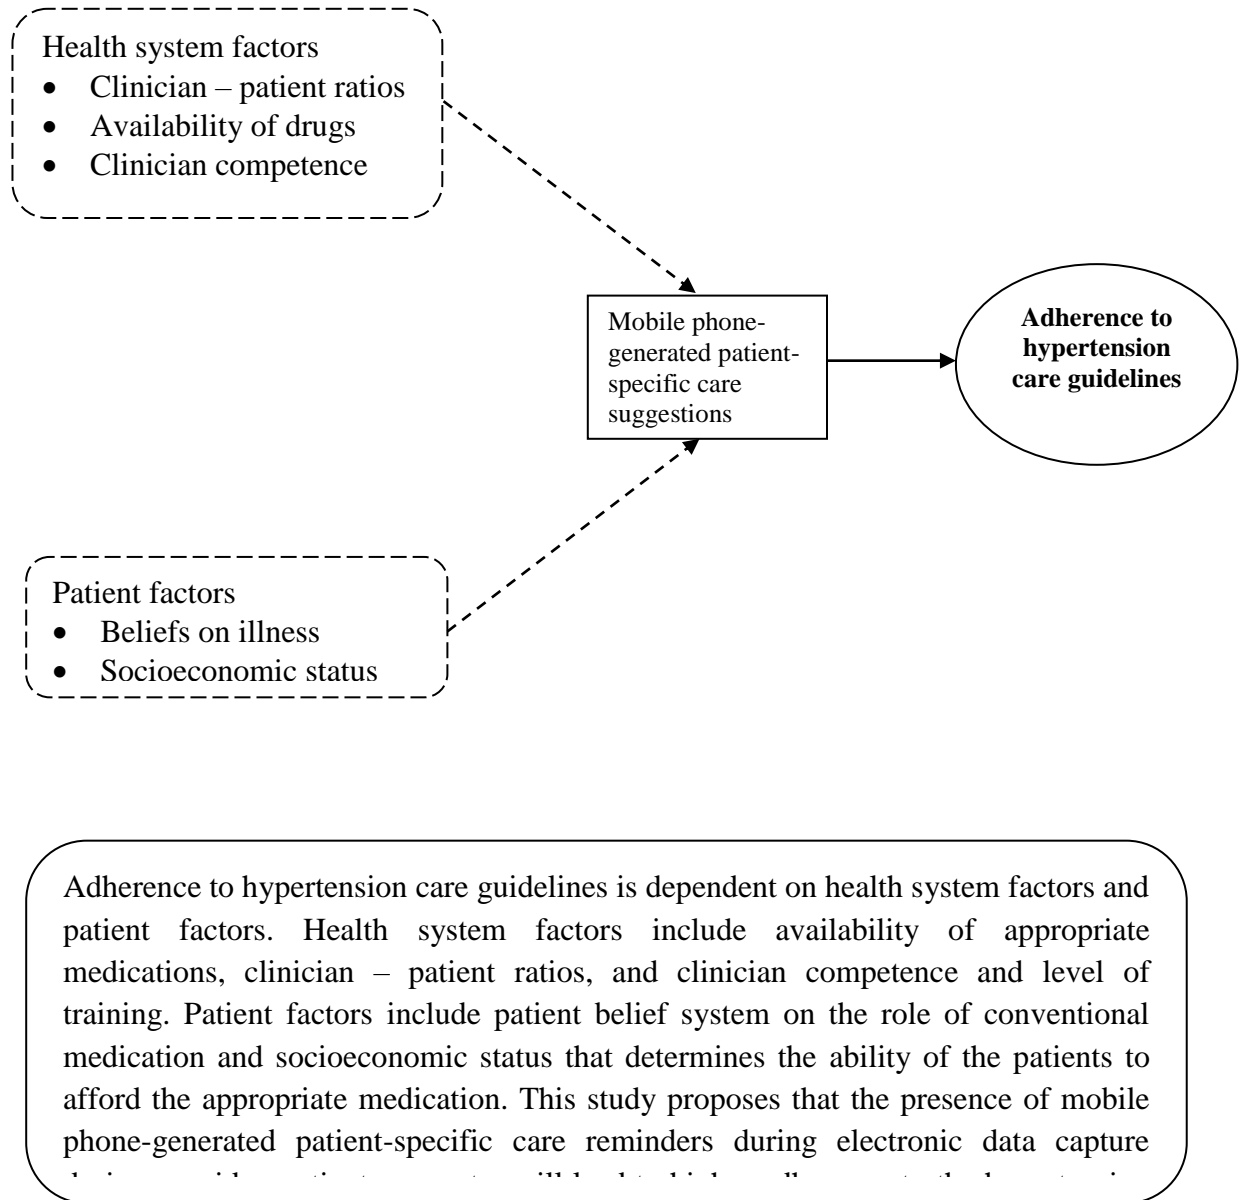 Health system factors
• Clinician – patient ratios
• Availability of drugs
• Clinician competence
Mobile phone-
generated patient-
specific care
suggestions
Adherence to
hypertension
care guidelines
Patient factors
• Beliefs on illness
• Socioeconomic status
Adherence to hypertension care guidelines is dependent on health system factors and
patient factors. Health system factors include availability of appropriate
medications, clinician – patient ratios, and clinician competence and level of
training. Patient factors include patient belief system on the role of conventional
medication and socioeconomic status that determines the ability of the patients to
afford the appropriate medication. This study proposes that the presence of mobile
phone-generated patient-specific care reminders during electronic data capture